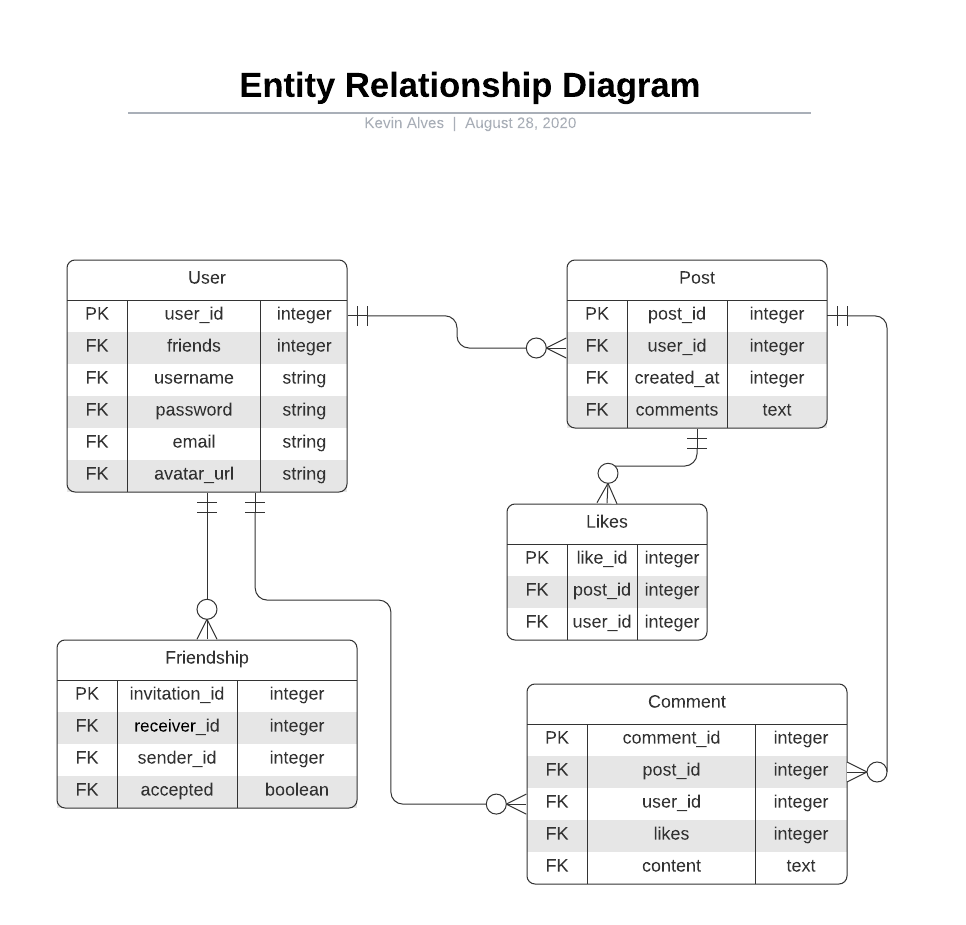 Entity Relationship Diagram
Kevin Alves | August 28, 2020
User
PK user_id integer
FK friends integer
FK username string
FK password string
FK email string
FK avatar_url string
Post
PK post_id integer
FK user_id integer
FK created_at integer
FK comments text
Likes
PK like_id integer
FK post_id integer
FK user_id integer
Friendship
PK invitation_id integer
FK receiver_id integer
FK sender_id integer
FK accepted boolean
Comment
PK comment_id integer
FK post_id integer
FK user_id integer
FK likes integer
FK content text